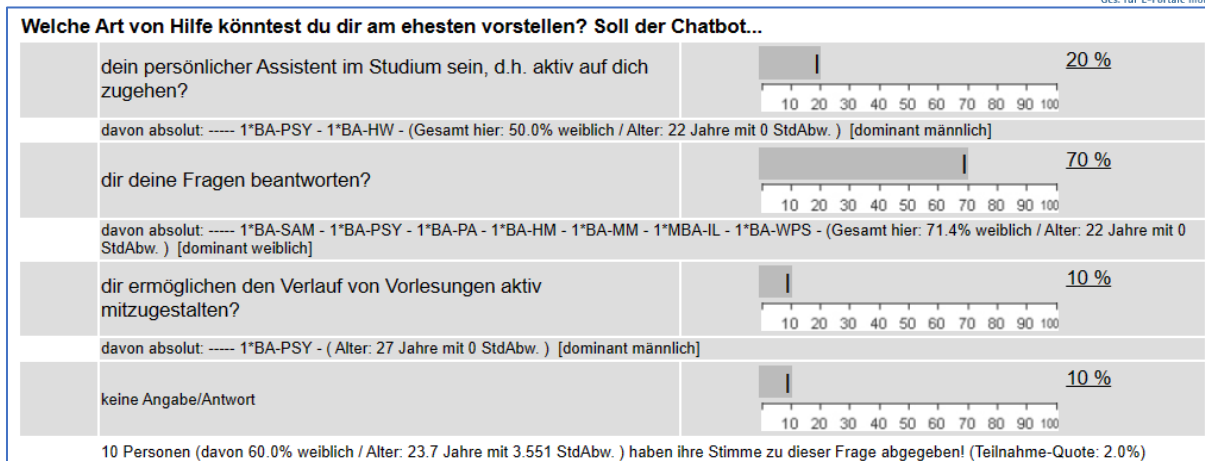 Welche Art von Hilfe könntest du dir am ehesten vorstellen? Soll der Chatbot...
dein persönlicher Assistent im Studium sein, d.h. aktiv auf dich
zugehen?
20 %
10 20 30 40 50 60 70 80 90 100
davon absolut: ----- 1*BA-PSY - 1*BA-HW - (Gesamt hier: 50.0% weiblich / Alter: 22 Jahre mit 0 StdAbw. ) [dominant männlich]
dir deine Fragen beantworten?
70 %
10 20 30 40 50 60 70 80 90 100
davon absolut: ----- 1*BA-SAM - 1*BA-PSY - 1*BA-PA - 1*BA-HM - 1*BA-MM - 1*MBA-IL - 1*BA-WPS - (Gesamt hier: 71.4% weiblich / Alter: 22 Jahre mit 0
StdAbw. ) [dominant weiblich]
dir ermöglichen den Verlauf von Vorlesungen aktiv
mitzugestalten?
10 %
10 20 30 40 50 60 70 80 90 100
davon absolut: ----- 1*BA-PSY - ( Alter: 27 Jahre mit 0 StdAbw. ) [dominant männlich]
keine Angabe/Antwort
10 %
10 20 30 40 50 60 70 80 90 100
10 Personen (davon 60.0% weiblich / Alter: 23.7 Jahre mit 3.551 StdAbw. ) haben ihre Stimme zu dieser Frage abgegeben! (Teilnahme-Quote: 2.0%)